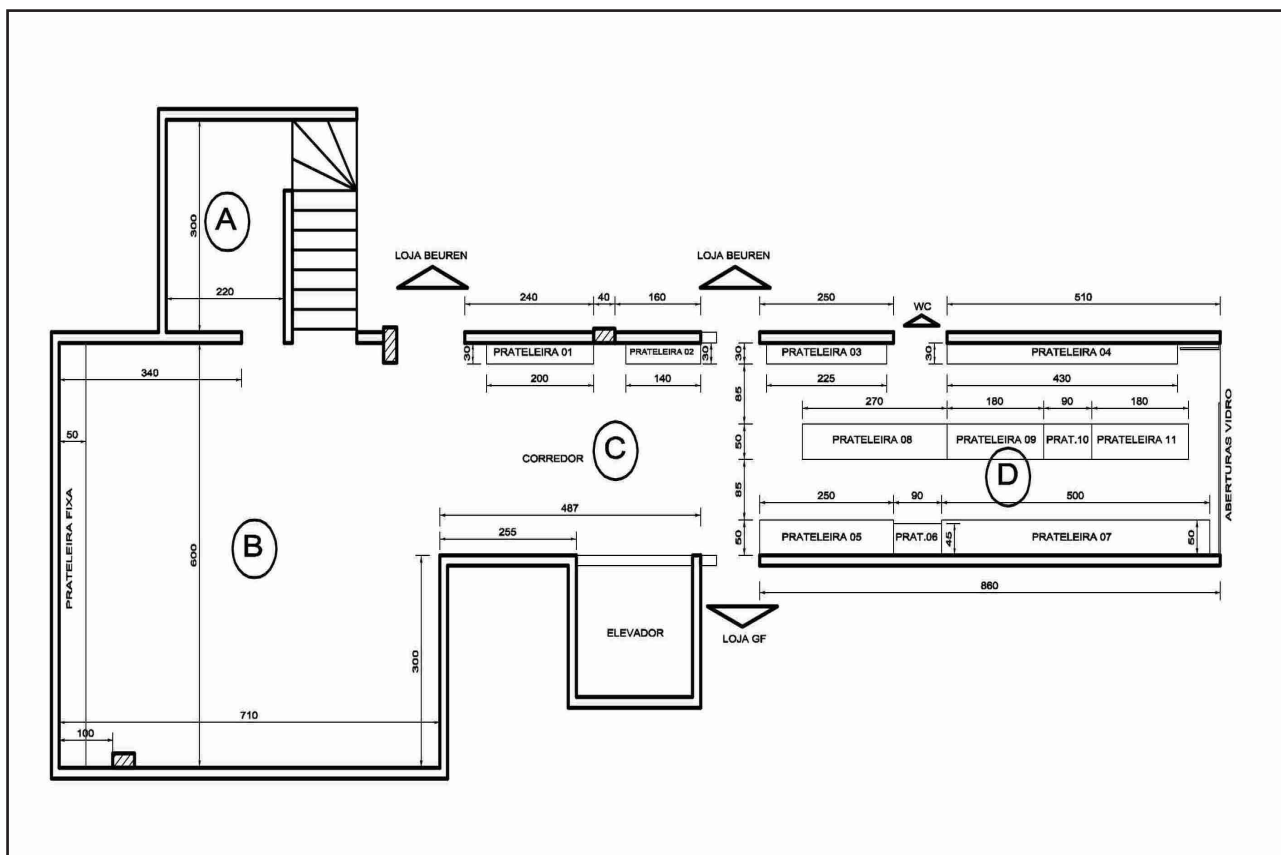 A
300
220
LOJA BEUREN
LOJA BEUREN
240
40
160
250
WC
510
30
PRATELEIRA 01
PRATELEIRA 02
30
30
PRATELEIRA 03
30
PRATELEIRA 04
340
200
140
225
430
50
85
270
180
90
180
C
CORREDOR
50
PRATELEIRA 08
PRATELEIRA 09
PRAT.10
PRATELEIRA 11
D
ABERTURAS VIDRO
PRATELEIRA FIXA
B
600
487
255
85
250
90
500
50
PRATELEIRA 05
PRAT.06
45
PRATELEIRA 07
50
860
300
ELEVADOR
LOJA GF
710
100